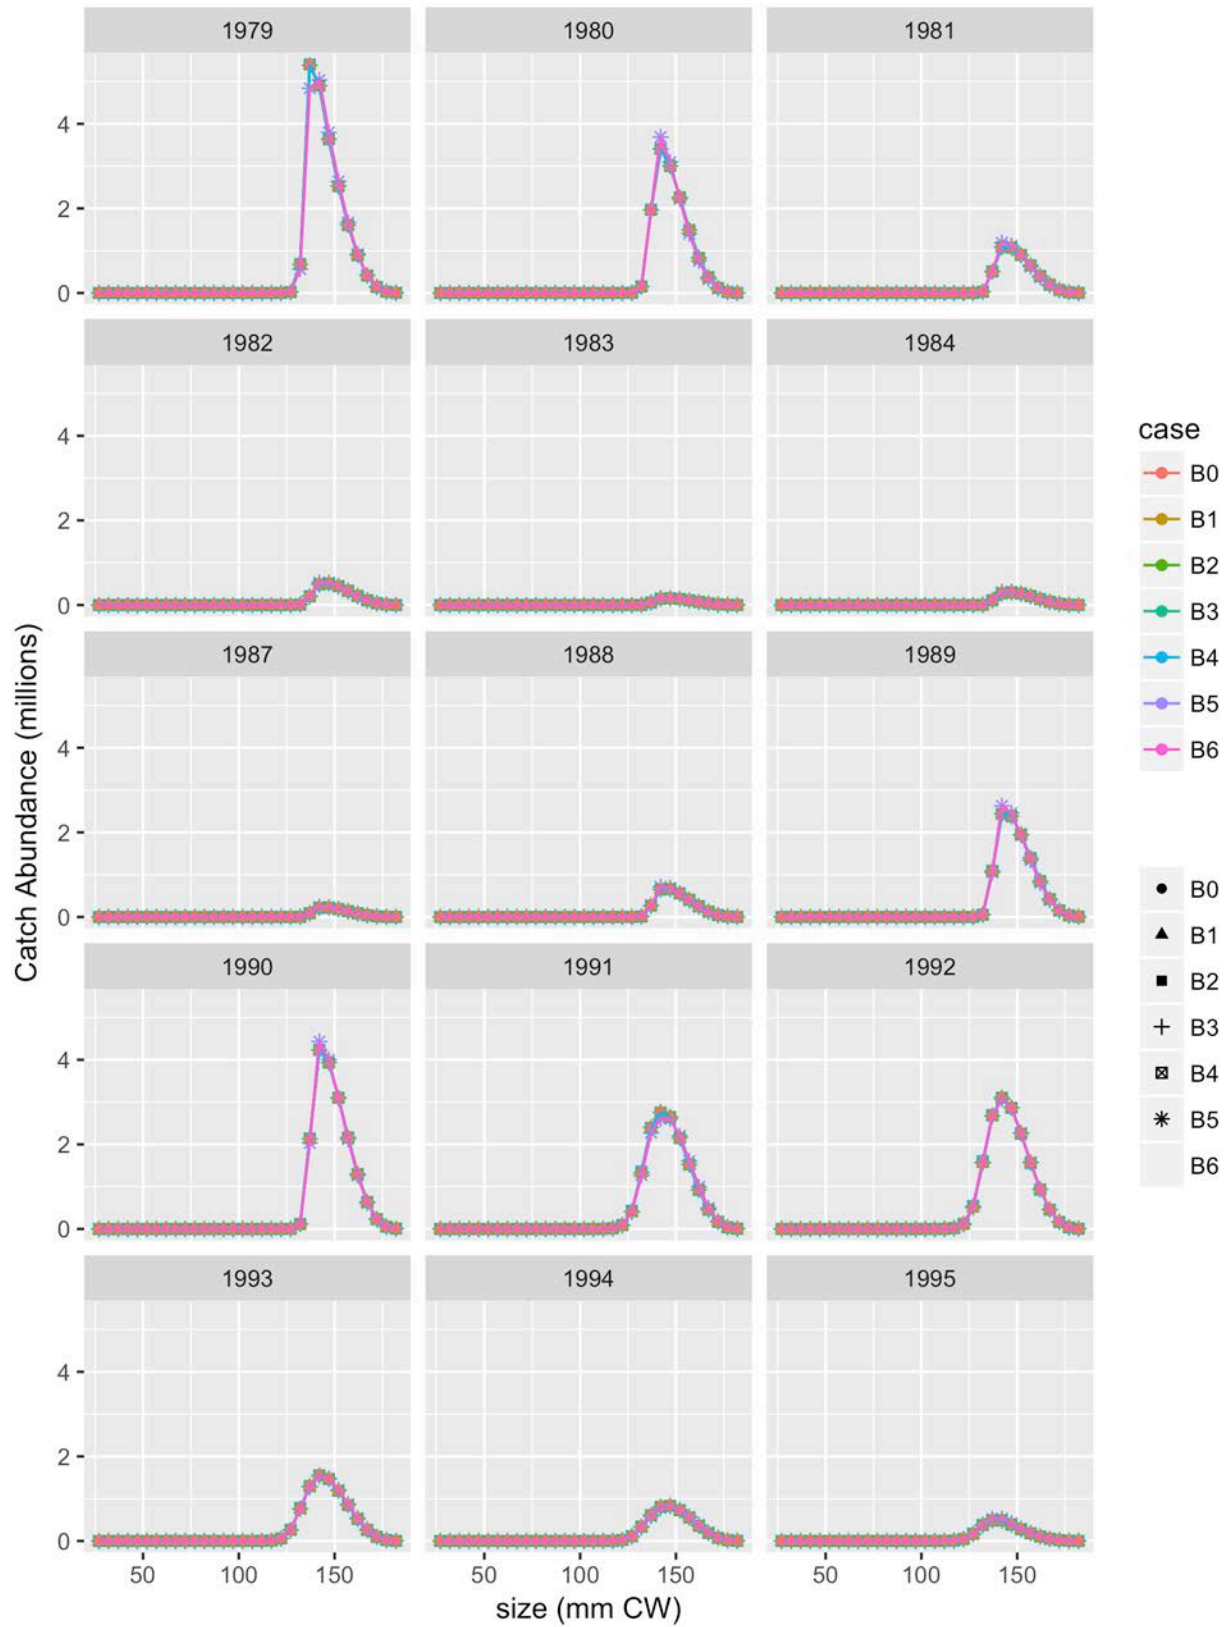 1979 1980 1981
4
2
0
1982 1983 1984
4
2
0
1987 1988 1989
4
2
0
1990 1991 1992
4
2
0
1993 1994 1995
4
2
0
50 100 150 50 100 150 50 100 150
size (mm CW)
Catch Abundance (millions)
case
B0
B1
B2
B3
B4
B5
B6
B0
B1
B2
B3
B4
B5
B6